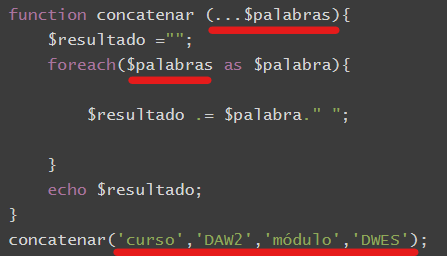 function concatenar (...$palabras){
$resultado ="";
foreach($palabras as $palabra){
$resultado .= $palabra." ";
}
echo $resultado;
}
concatenar('curso','DAW2','módulo','DWES');